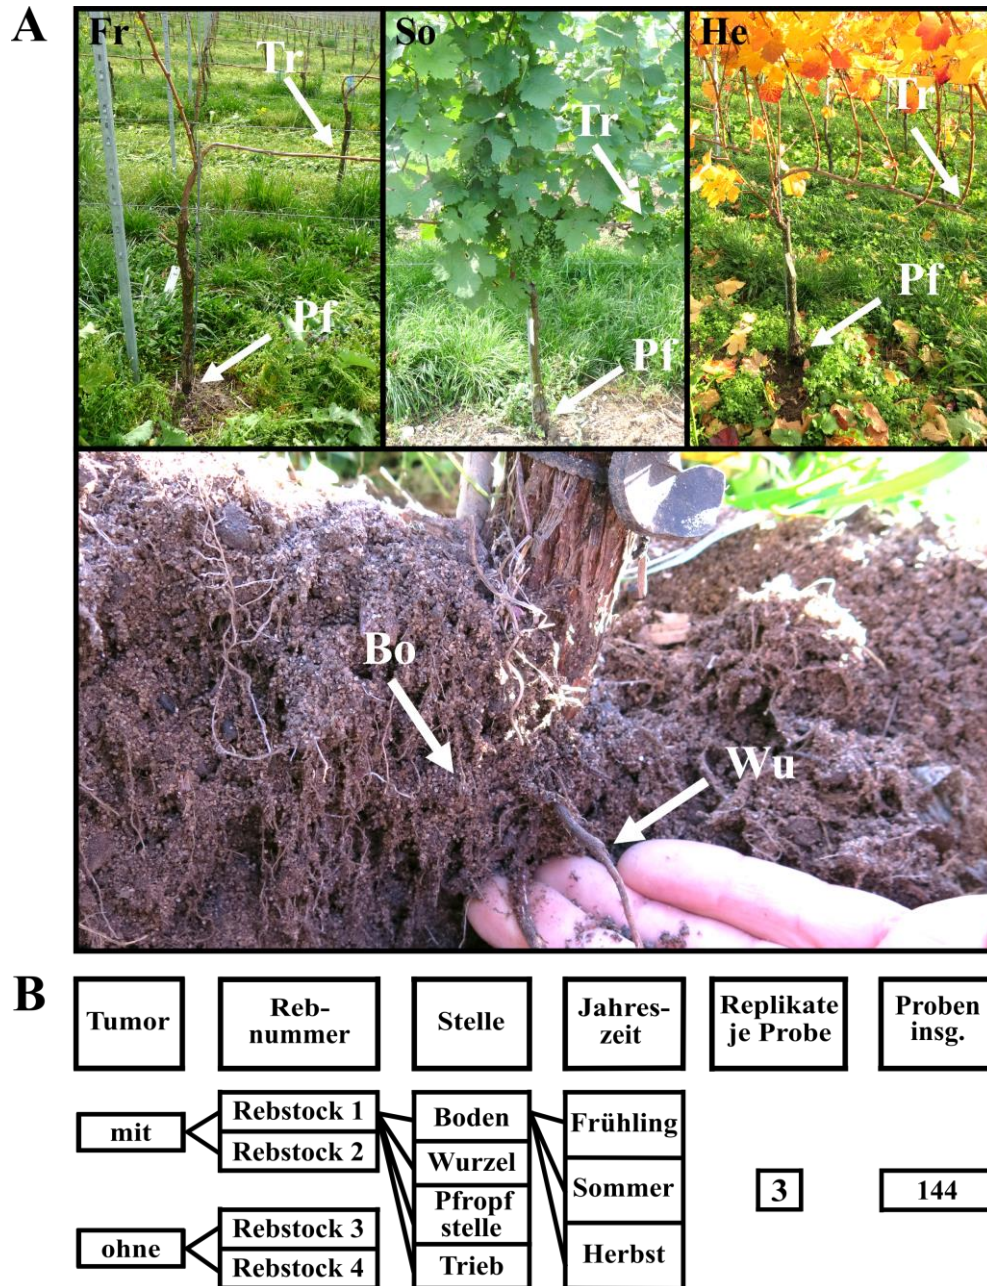 A
Fr
So
He
Tr
Tr
Tr
Pf
Pf
Pf
Bo
Wu
B
Tumor
Reb-
nummer
Stelle
Jahres-
zeit
Replikate
je Probe
Proben
insg.
mit
Rebstock 1
Rebstock 2
ohne
Rebstock 3
Rebstock 4
Boden
Wurzel
Pfropf
stelle
Trieb
Frühling
Sommer
Herbst
3
144